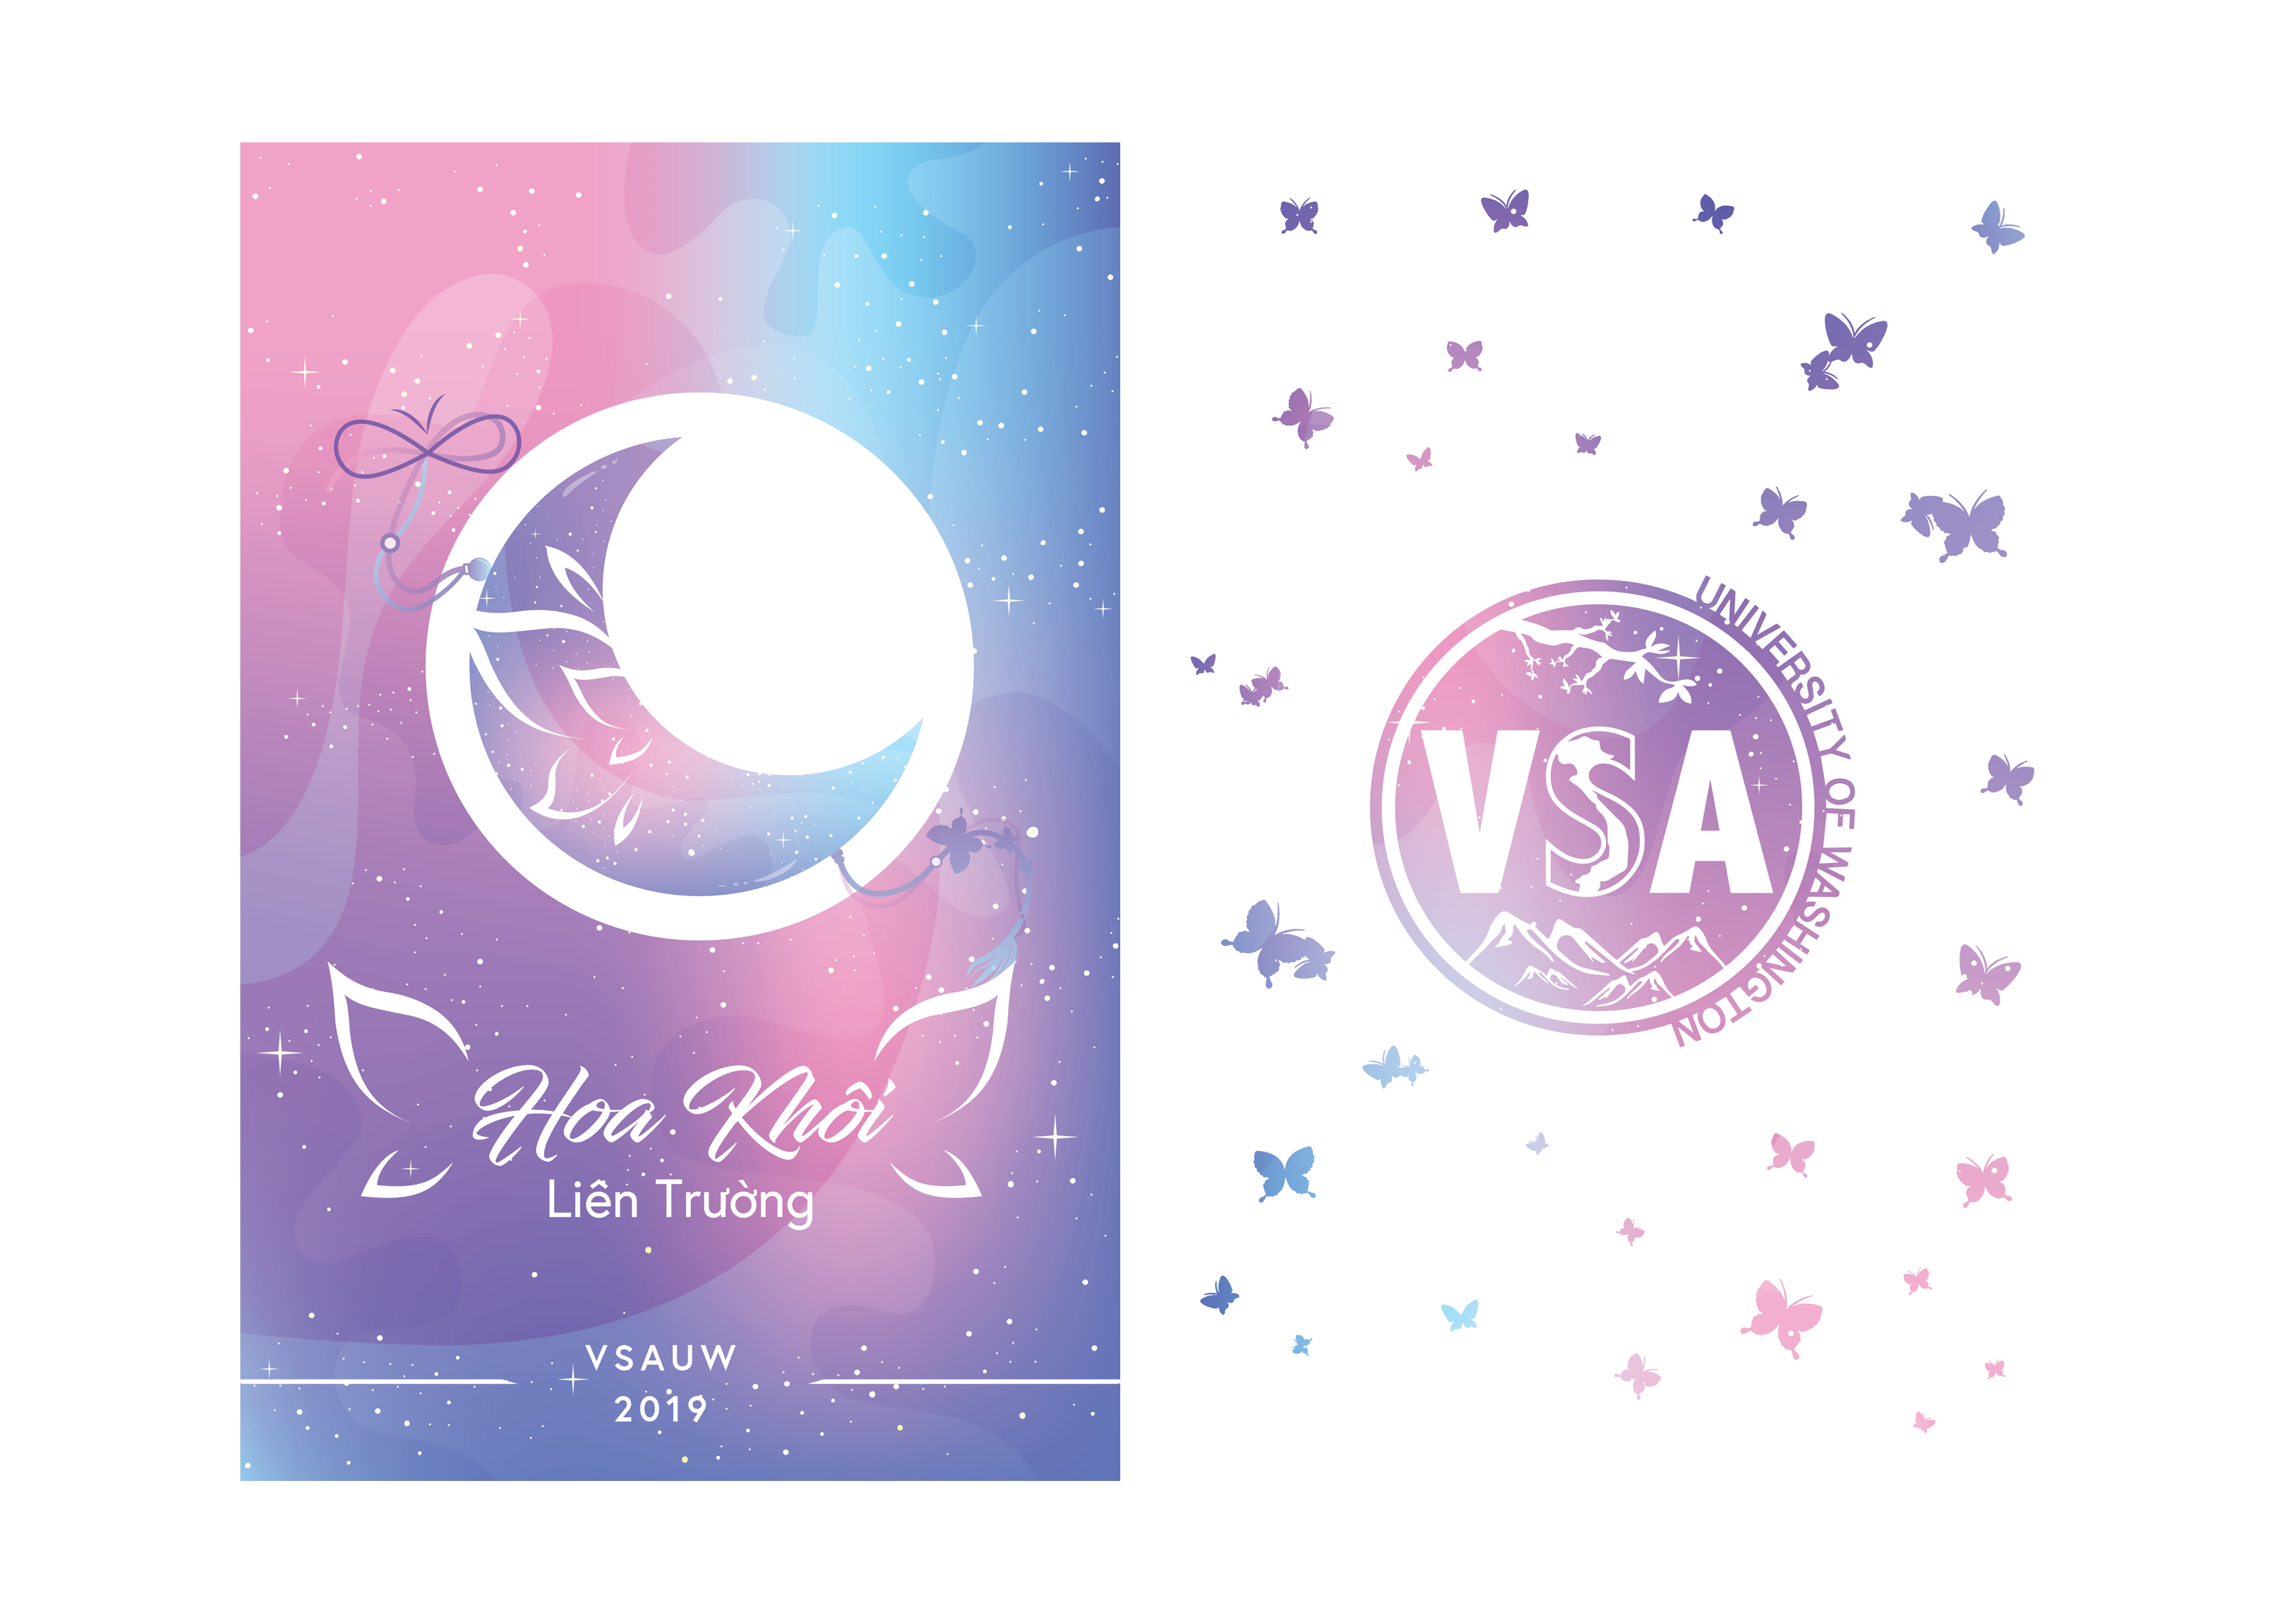 Hoa Khôi
Liên Trường
VSAUW
2019
VSA
UNIVERSITY OF WASHINGTON